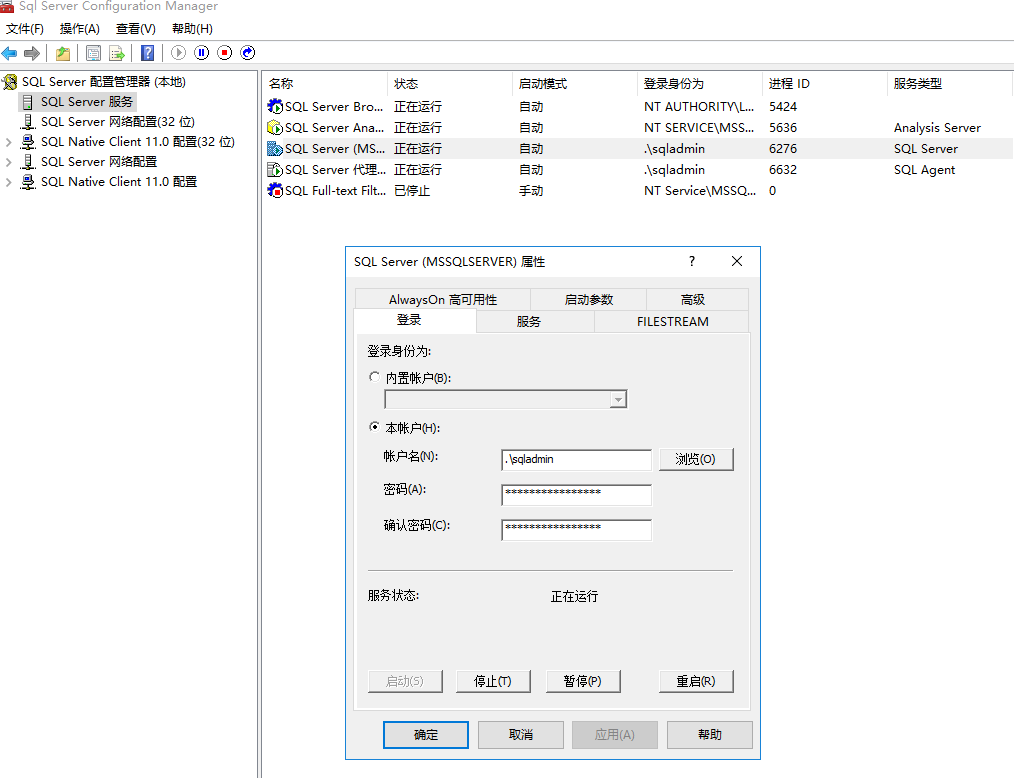 Sql Server Configuration Manager
文件(F) 操作(A) 查看(V) 帮助(H)
SQL Server 配置管理器 (本地)
SQL Server 服务
SQL Server 网络配置(32 位)
SQL Native Client 11.0 配置(32 位)
SQL Server 网络配置
SQL Native Client 11.0 配置
名称 状态 启动模式 登录身份为 进程 ID 服务类型
SQL Server Bro... 正在运行 自动 NT AUTHORITY\L... 5424
SQL Server Ana... 正在运行 自动 NT SERVICE\MSS... 5636 Analysis Server
SQL Server (MS... 正在运行 自动 .\sqladmin 6276 SQL Server
SQL Server 代理... 正在运行 自动 .\sqladmin 6632 SQL Agent
SQL Full-text Filt... 已停止 手动 NT Service\MSSQ... 0
SQL Server (MSSQLSERVER) 属性 ?
AlwaysOn 高可用性 启动参数 高级
登录 服务 FILESTREAM
登录身份为:
内置帐户(B):
本帐户(H):
帐户名(N): .\sqladmin 浏览(O)
密码(A): ****************
确认密码(C): ****************
服务状态: 正在运行
启动(S) 停止(T) 暂停(P) 重启(R)
确定 取消 应用(A) 帮助